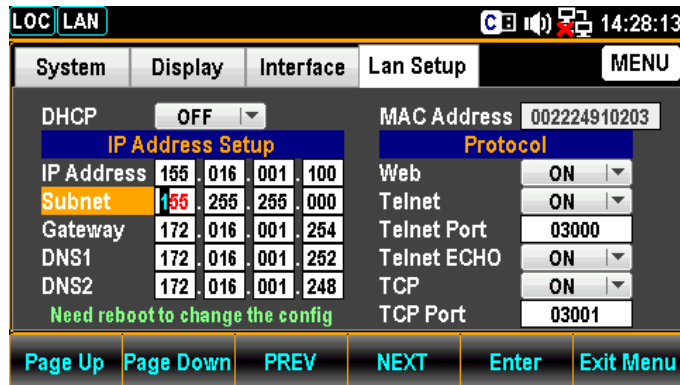 LOC LAN C 14:28:13
System Display Interface Lan Setup MENU
DHCP OFF MAC Address 002224910203
IP Address Setup Protocol
IP Address 155 . 016 . 001 . 100 Web ON
Subnet 155 . 255 . 255 . 000 Telnet ON
Gateway 172 . 016 . 001 . 254 Telnet Port 03000
DNS1 172 . 016 . 001 . 252 Telnet ECHO ON
DNS2 172 . 016 . 001 . 248 TCP ON
Need reboot to change the config TCP Port 03001
Page Up Page Down PREV NEXT Enter Exit Menu